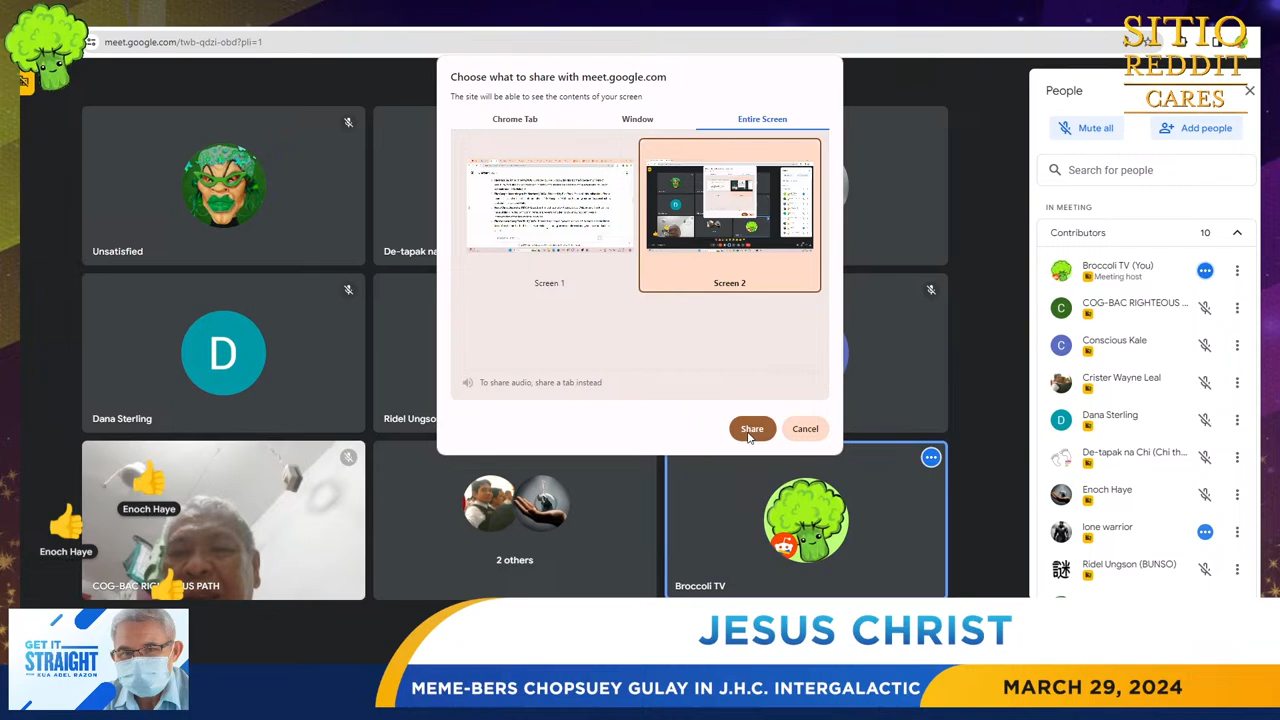 meet.google.com/twb-qdzi-obd?pli=1
SITIO
REDDIT
CARES
Choose what to share with meet.google.com
The site will be able to see the contents of your screen
Chrome Tab
Window
Entire Screen
Screen 1
Screen 2
To share audio, share a tab instead
Share
Cancel
Unsatisfied
De-tapak na
D
Dana Sterling
Ridel Ungso
Enoch Haye
Enoch Haye
COG-BAC RIG US PATH
2 others
Broccoli TV
People
Mute all
Add people
Search for people
IN MEETING
Contributors
10
Broccoli TV (You)
Meeting host
C
COG-BAC RIGHTEOUS ...
C
Conscious Kale
Crister Wayne Leal
D
Dana Sterling
De-tapak na Chi (Chi th...
Enoch Haye
lone warrior
謎
Ridel Ungson (BUNSO)
GET IT
STRAIGHT
WITH KUA ADEL RAZON
JESUS CHRIST
MEME-BERS CHOPSUEY GULAY IN J.H.C. INTERGALACTIC
MARCH 29, 2024